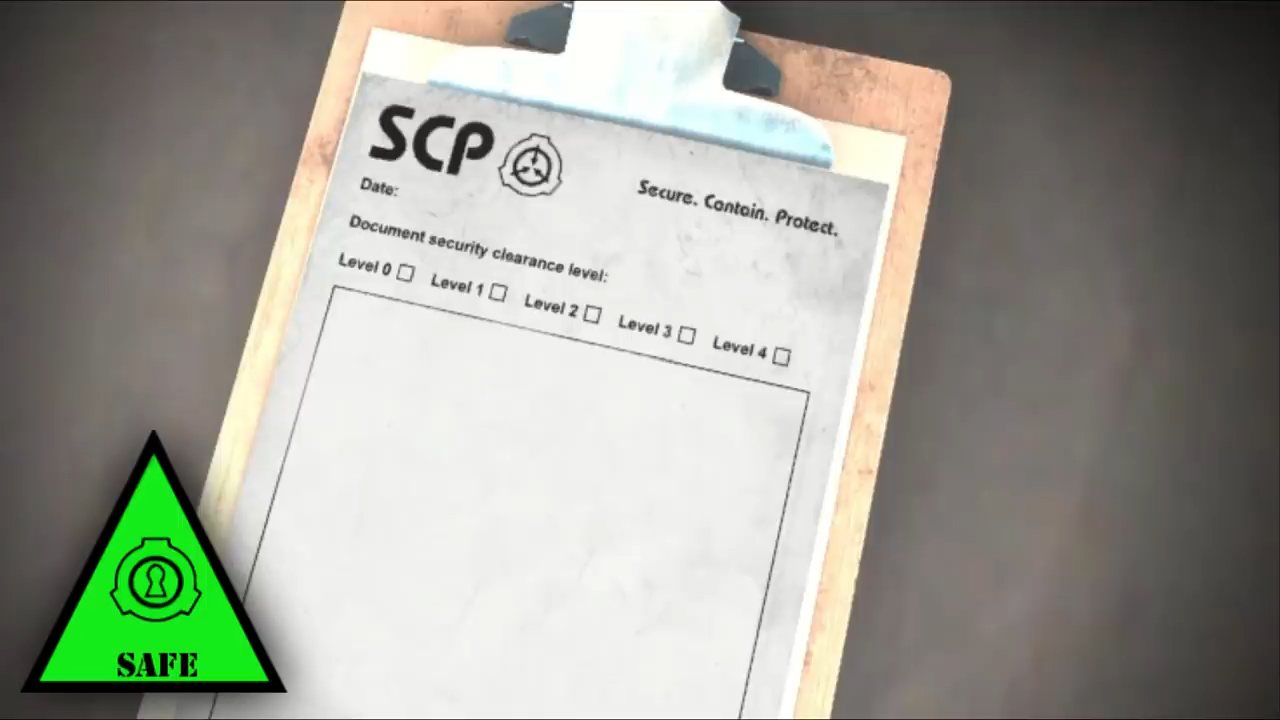 SCP
Secure. Contain. Protect.
Date:
Document security clearance level:
Level 0 Level 1 Level 2 Level 3 Level 4
SAFE